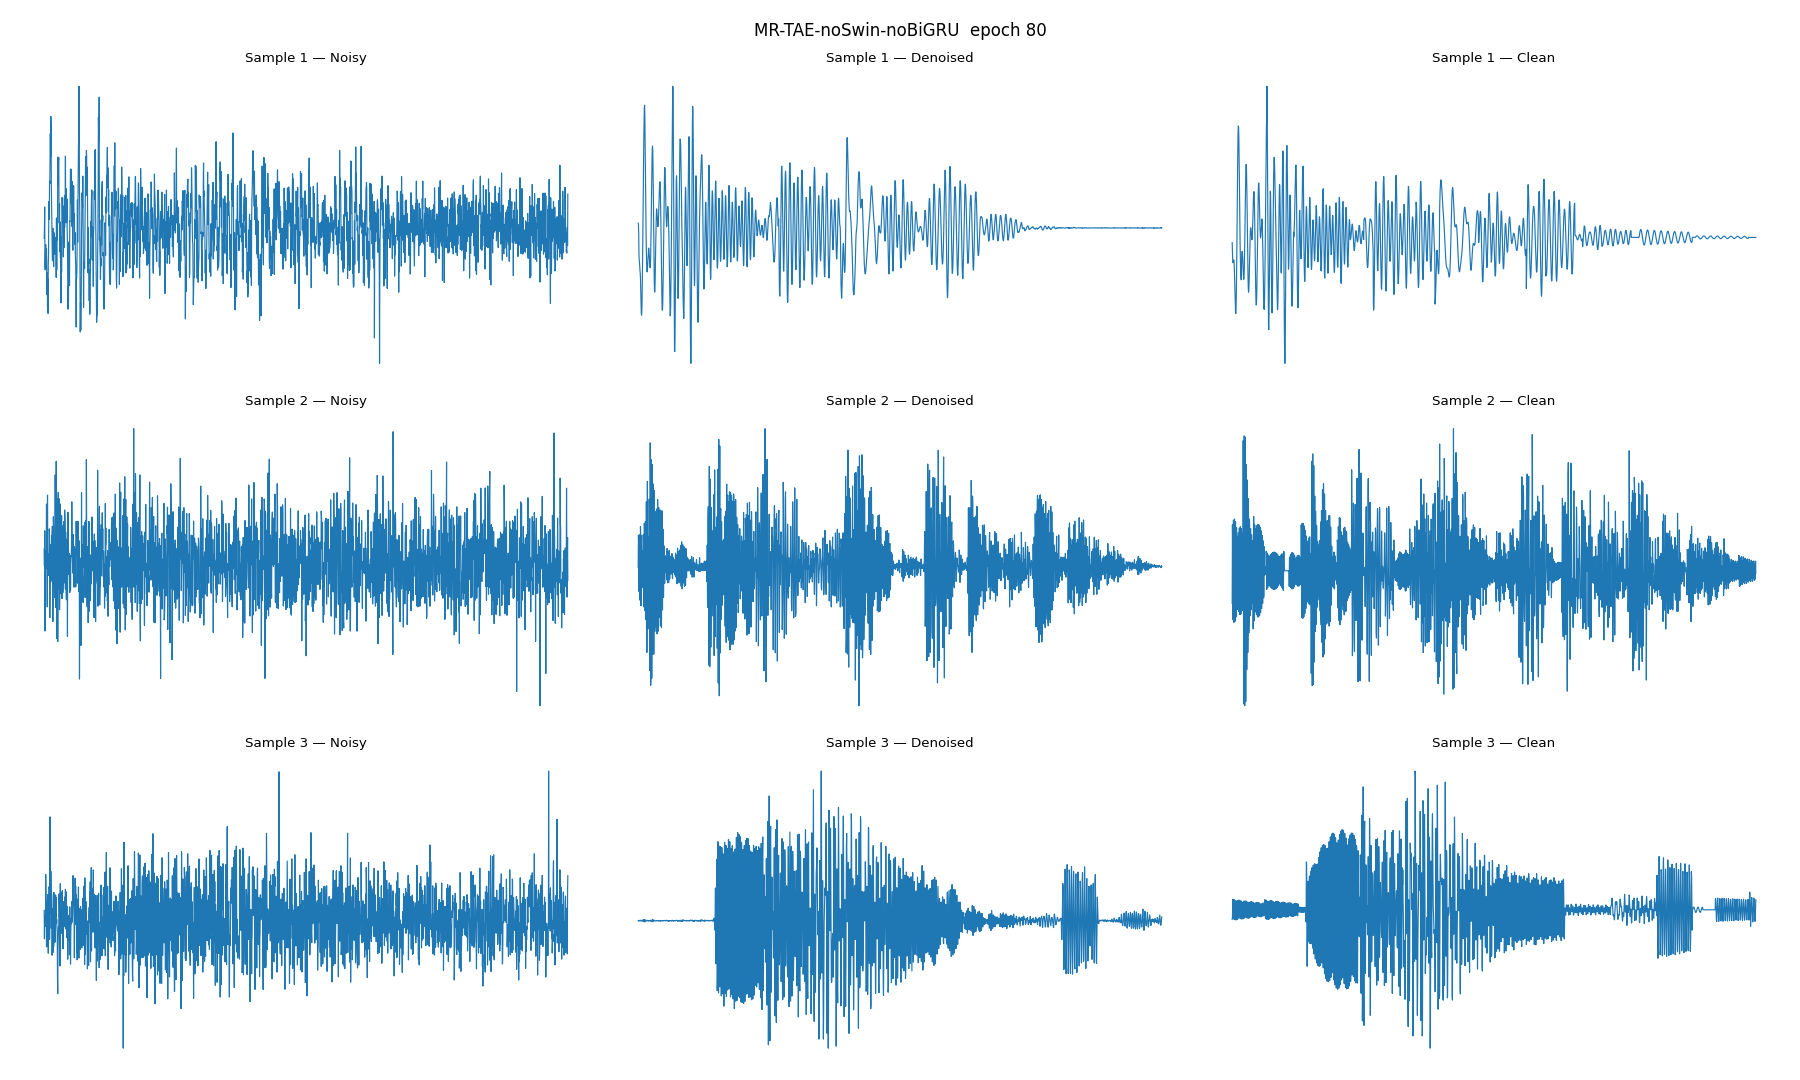 MR-TAE-noSwin-noBiGRU  epoch 80
Sample 1 — Noisy
Sample 1 — Denoised
Sample 1 — Clean
Sample 2 — Noisy
Sample 2 — Denoised
Sample 2 — Clean
Sample 3 — Noisy
Sample 3 — Denoised
Sample 3 — Clean